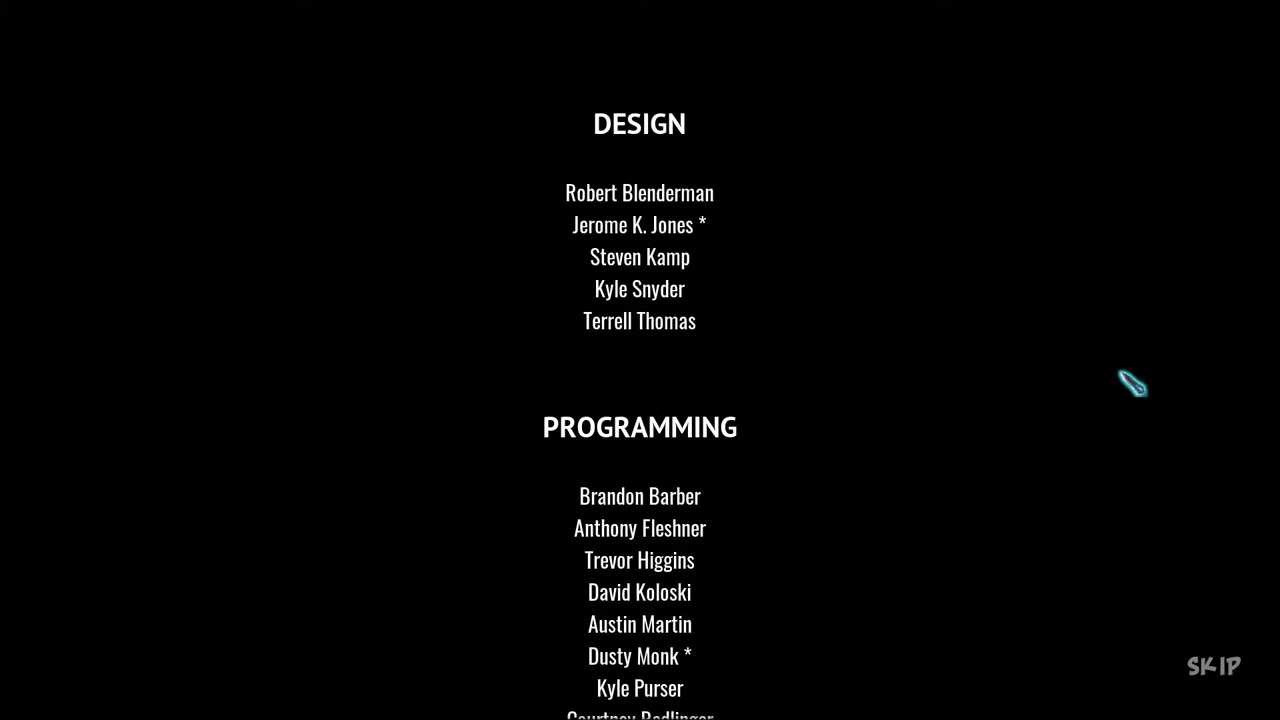 DESIGN
Robert Blenderman
Jerome K. Jones *
Steven Kamp
Kyle Snyder
Terrell Thomas
PROGRAMMING
Brandon Barber
Anthony Fleshner
Trevor Higgins
David Koloski
Austin Martin
Dusty Monk *
Kyle Purser
SKIP